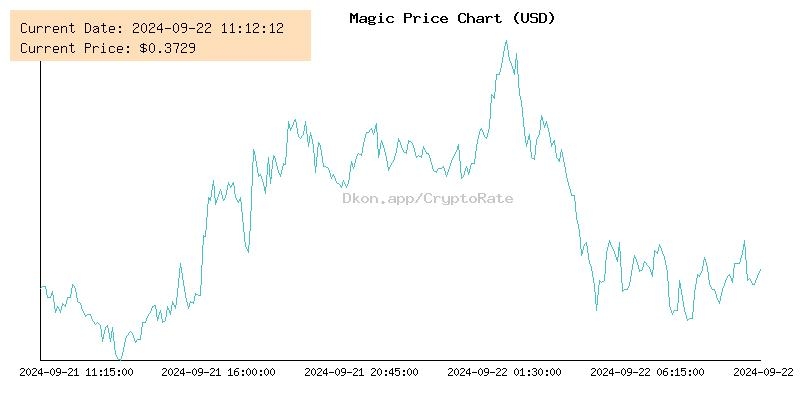 Magic Price Chart (USD)
Current Date: 2024-09-22 11:12:12
Current Price: $0.3729
Dkon.app/CryptoRate
2024-09-21 11:15:00 2024-09-21 16:00:00 2024-09-21 20:45:00 2024-09-22 01:30:00 2024-09-22 06:15:00 2024-09-22